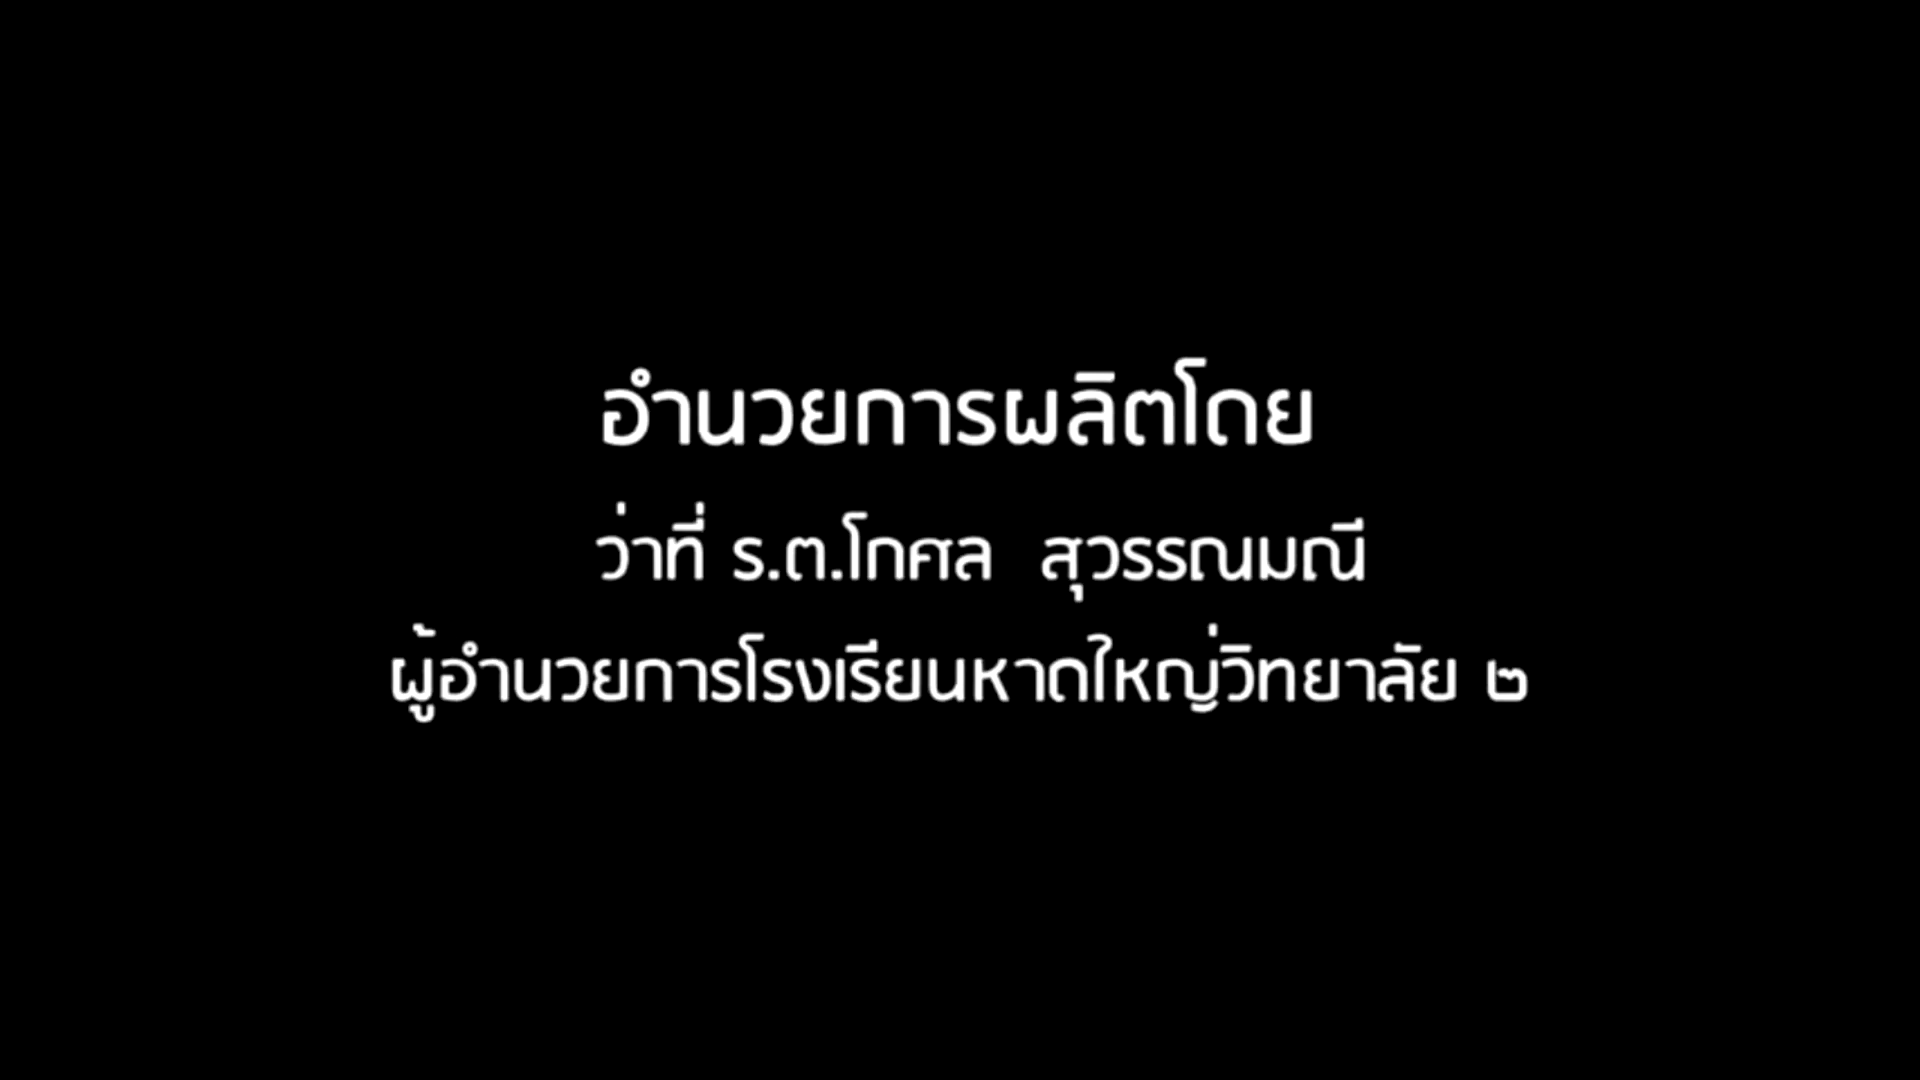 อำนวยการผลิตโดย
ว่าที่ ร.ต.โกศล สุวรรณมณี
ผู้อำนวยการโรงเรียนหาดใหญ่วิทยาลัย ๒